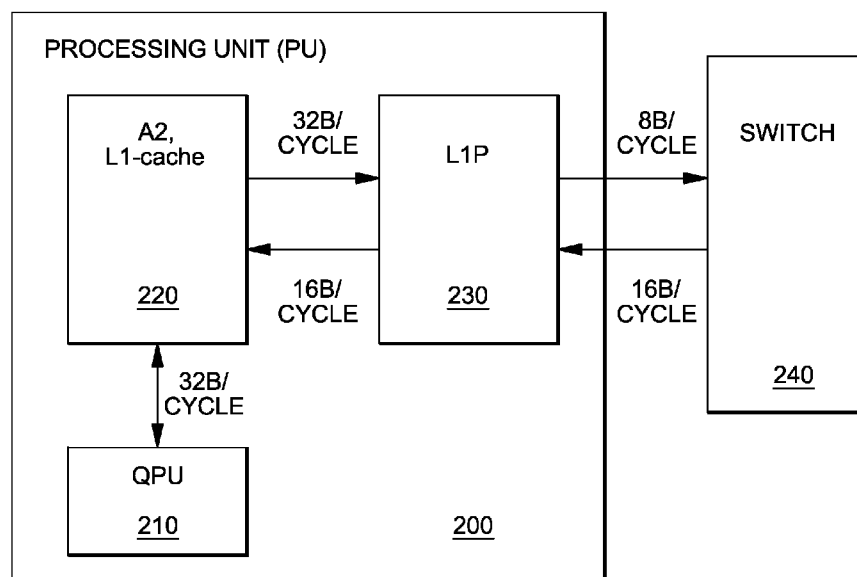 PROCESSING UNIT (PU)
A2,
L1-cache
220
32B/
CYCLE
16B/
CYCLE
L1P
230
8B/
CYCLE
16B/
CYCLE
SWITCH
240
32B/
CYCLE
QPU
210
200